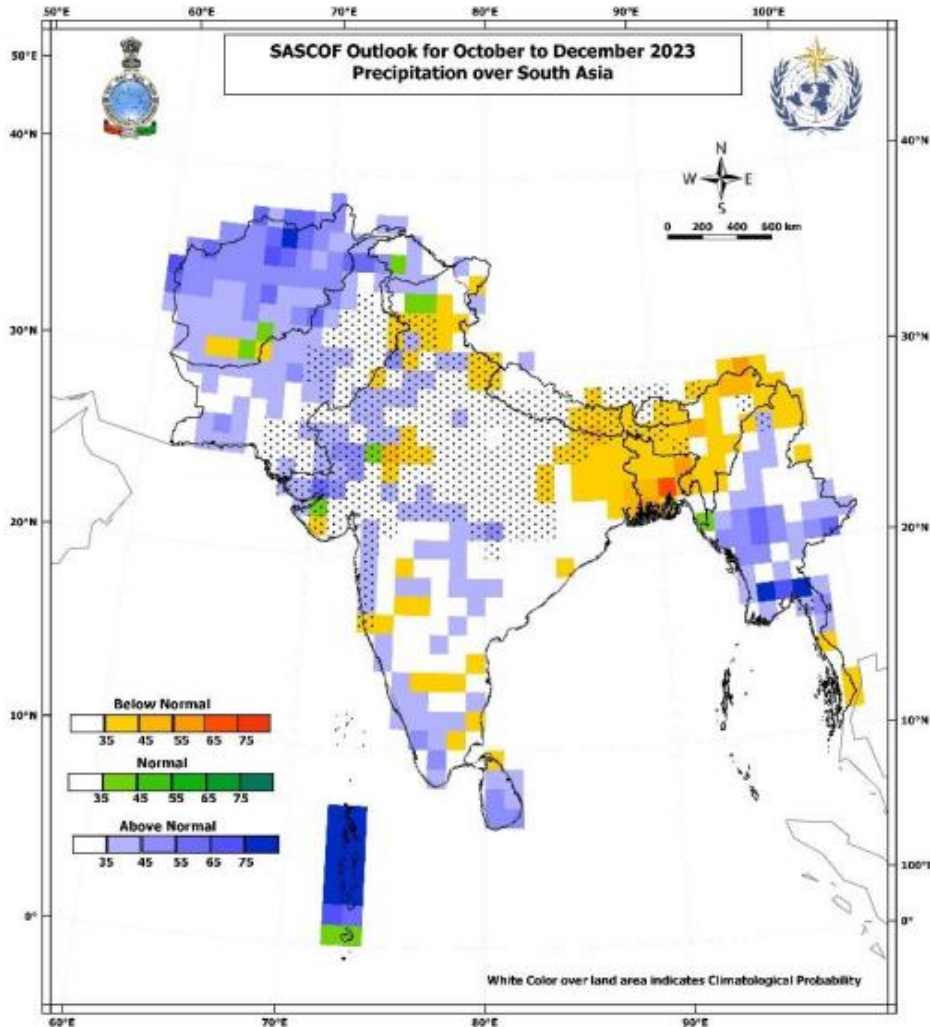 60°E 70°E 80°E 90°E 100°E
50°E
SASCOF Outlook for October to December 2023
Precipitation over South Asia
50°N
40°N
40°N
N
W E
S
0 200 400 600 km
30°N
30°N
20°N
20°N
Below Normal
35 45 55 65 75
10°N
10°N
Normal
35 45 55 65 75
Above Normal
35 45 55 65 75
100°E
0°
0°
White Color over land area indicates Climatological Probability
60°E 70°E 80°E 90°E